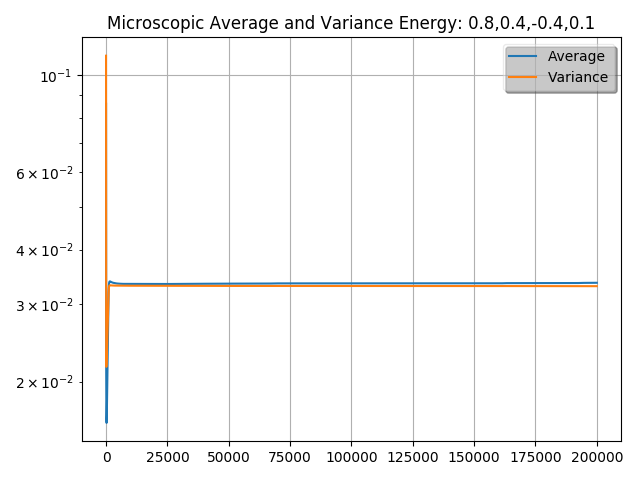 Microscopic Average and Variance Energy: 0.8,0.4,-0.4,0.1
Average
Variance
10⁻¹
6 × 10⁻²
4 × 10⁻²
3 × 10⁻²
2 × 10⁻²
0 25000 50000 75000 100000 125000 150000 175000 200000